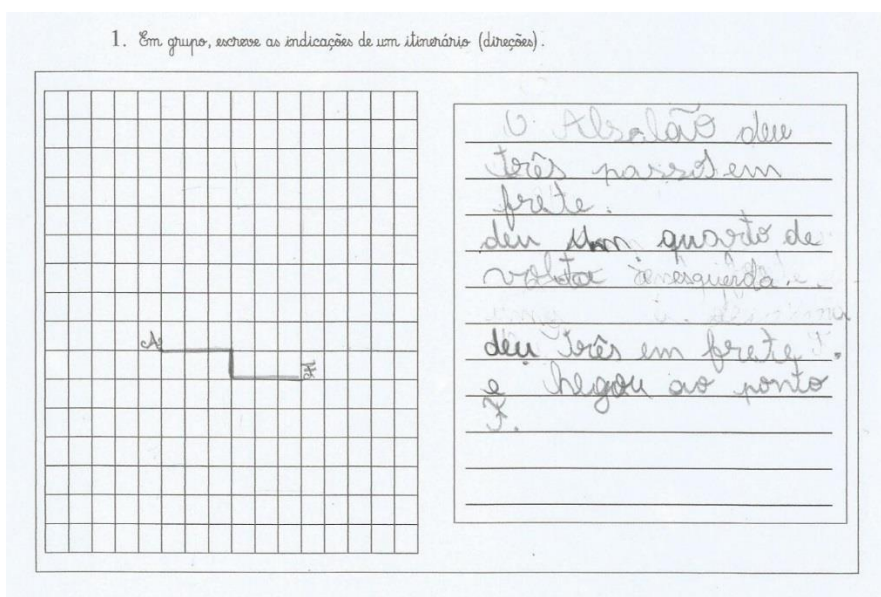 1. Em grupo, escreve as indicações de um itinerário (direções).
A
F
O Absalão deu
três passos em
frete.
deu um quarto de
volta esquerda.
deu três em frete.
e hegou ao ponto
F.